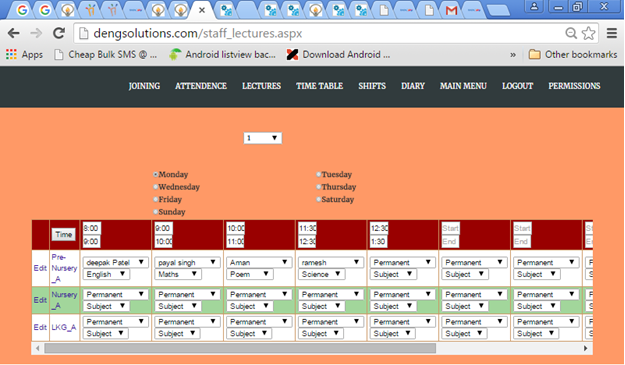 dengsolutions.com/staff_lectures.aspx
Apps Cheap Bulk SMS @ ... Android listview bac... Download Android ... » Other bookmarks
JOINING ATTENDENCE LECTURES TIME TABLE SHIFTS DIARY MAIN MENU LOGOUT PERMISSIONS
1
Monday Tuesday
Wednesday Thursday
Friday Saturday
Sunday
Time 8:00 9:00 10:00 11:30 12:30 Start Start S
9:00 10:00 11:00 12:30 1:30 End End E
Edit Pre-Nursery_A deepak Patel payal singh Aman ramesh Permanent Permanent Permanent
English Maths Poem Science Subject Subject Subject
Edit Nursery_A Permanent Permanent Permanent Permanent Permanent Permanent Permanent
Subject Subject Subject Subject Subject Subject Subject
Edit LKG_A Permanent Permanent Permanent Permanent Permanent Permanent Permanent
Subject Subject Subject Subject Subject Subject Subject